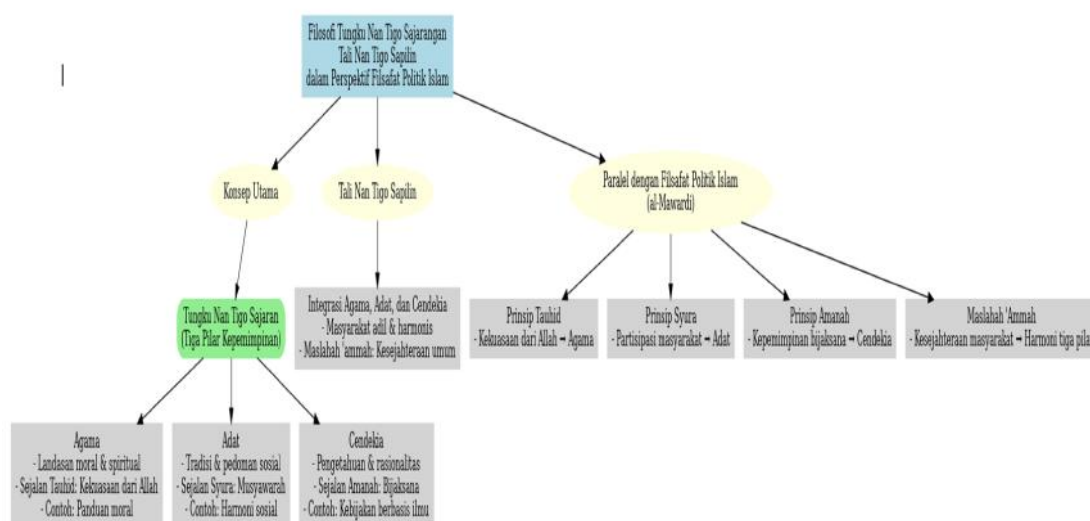 Filosofi Tungku Nan Tigo Sajarangan
Tali Nan Tigo Sapilin
dalam Perspektif Filsafat Politik Islam
Konsep Utama
Tali Nan Tigo Sapilin
Paralel dengan Filsafat Politik Islam
(al-Mawardi)
Tungku Nan Tigo Sajaran
(Tiga Pilar Kepemimpinan)
Integrasi Agama, Adat, dan Cendekia
- Masyarakat adil & harmonis
- Maslahah 'ammah: Kesejahteraan umum
Prinsip Tauhid
- Kekuasaan dari Allah → Agama
Prinsip Syura
- Partisipasi masyarakat → Adat
Prinsip Amanah
- Kepemimpinan bijaksana → Cendekia
Maslahah 'Ammah
- Kesejahteraan masyarakat → Harmoni tiga pila
Agama
- Landasan moral & spiritual
- Sejalan Tauhid: Kekuasaan dari Allah
- Contoh: Panduan moral
Adat
- Tradisi & pedoman sosial
- Sejalan Syura: Musyawarah
- Contoh: Harmoni sosial
Cendekia
- Pengetahuan & rasionalitas
- Sejalan Amanah: Bijaksana
- Contoh: Kebijakan berbasis ilmu